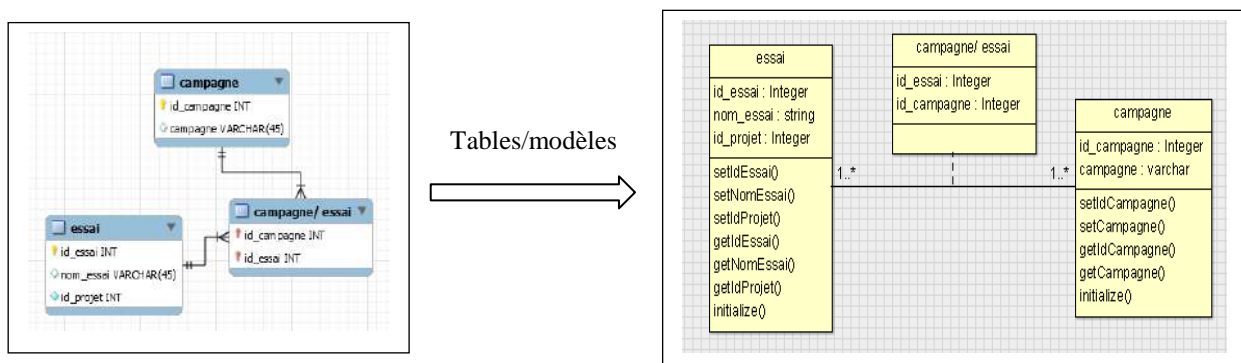 campagne
id_campagne INT
campagne VARCHAR(45)
campagne/ essai
id_campagne INT
id_essai INT
essai
id_essai INT
nom_essai VARCHAR(45)
id_projet INT
Tables/modèles
essai
id_essai : Integer
nom_essai : string
id_projet : Integer
setIdEssai()
setNomEssai()
setIdProjet()
getIdEssai()
getNomEssai()
getIdProjet()
initialize()
campagne/ essai
id_essai : Integer
id_campagne : Integer
1..*
1..*
campagne
id_campagne : Integer
campagne : varchar
setIdCampagne()
setCampagne()
getIdCampagne()
getCampagne()
initialize()